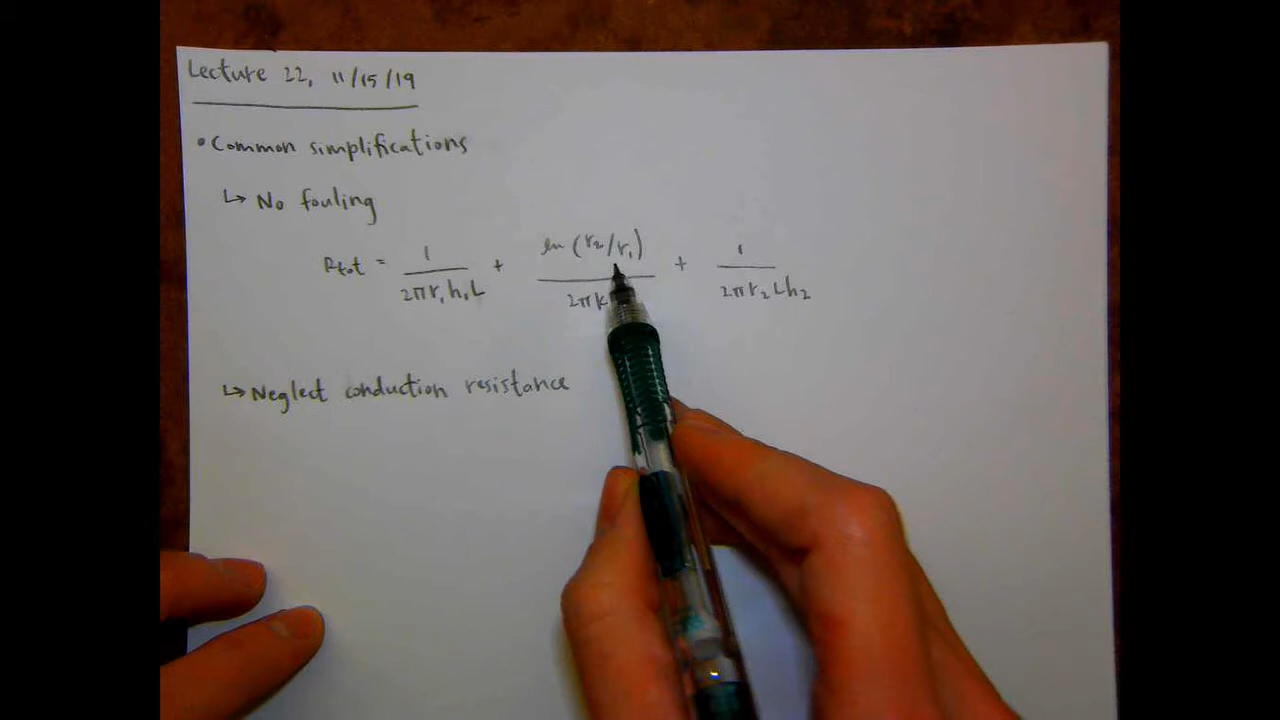 Lecture 22, 11/15/19
• Common simplifications
↳ No fouling
Rtot = 1/(2πr₁h₁L) + ln(r₂/r₁)/(2πk + 1/(2πr₂Lh₂)
↳ Neglect conduction resistance